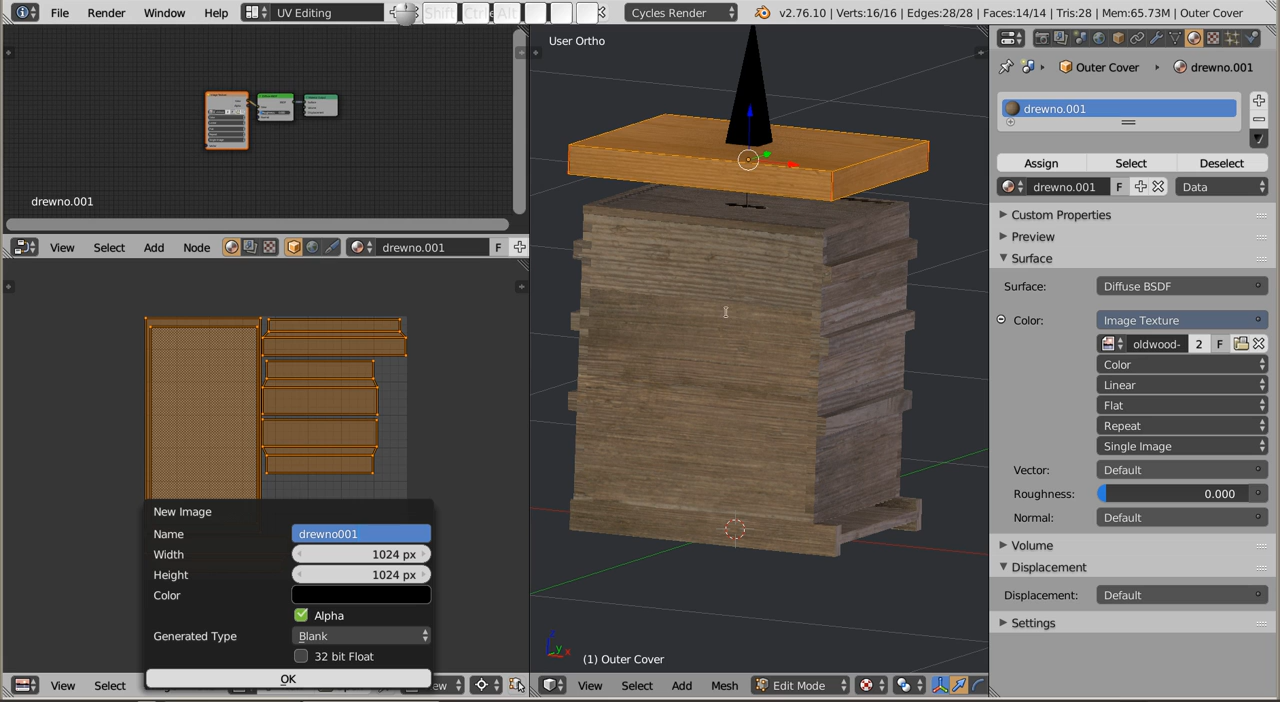 File Render Window Help UV Editing Shift Ctrl Alt Cycles Render v2.76.10 | Verts:16/16 | Edges:28/28 | Faces:14/14 | Tris:28 | Mem:65.73M | Outer Cover
User Ortho
Outer Cover drewno.001
drewno.001
Assign Select Deselect
drewno.001 F Data
Custom Properties
Preview
Surface
Surface: Diffuse BSDF
Color: Image Texture
oldwood- 2 F
Color
Linear
Flat
Repeat
Single Image
Vector: Default
Roughness: 0.000
Normal: Default
Volume
Displacement
Displacement: Default
Settings
drewno.001
View Select Add Node drewno.001 F
New Image
Name drewno001
Width 1024 px
Height 1024 px
Color
Alpha
Generated Type Blank
32 bit Float
OK
View Select
(1) Outer Cover
View Select Add Mesh Edit Mode